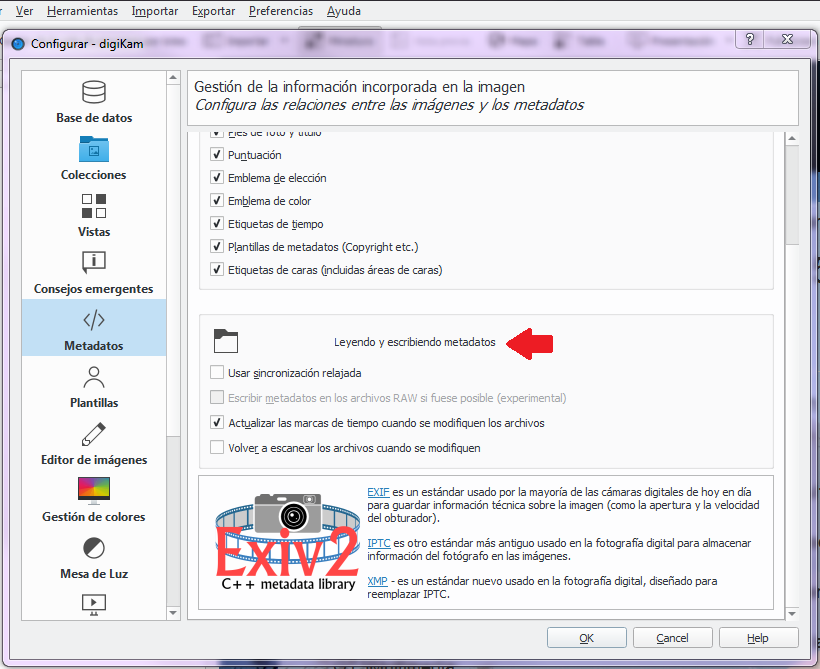 Ver Herramientas Importar Exportar Preferencias Ayuda
Configurar - digiKam
Base de datos
Colecciones
Vistas
Consejos emergentes
Metadatos
Plantillas
Editor de imágenes
Gestión de colores
Mesa de Luz
Gestión de la información incorporada en la imagen
Configura las relaciones entre las imágenes y los metadatos
Pies de foto y título
Puntuación
Emblema de elección
Emblema de color
Etiquetas de tiempo
Plantillas de metadatos (Copyright etc.)
Etiquetas de caras (incluidas áreas de caras)
Leyendo y escribiendo metadatos
Usar sincronización relajada
Escribir metadatos en los archivos RAW si fuese posible (experimental)
Actualizar las marcas de tiempo cuando se modifiquen los archivos
Volver a escanear los archivos cuando se modifiquen
Exiv2
C++ metadata library
EXIF es un estándar usado por la mayoría de las cámaras digitales de hoy en día
para guardar información técnica sobre la imagen (como la apertura y la velocidad
del obturador).
IPTC es otro estándar más antiguo usado en la fotografía digital para almacenar
información del fotógrafo en las imágenes.
XMP - es un estándar nuevo usado en la fotografía digital, diseñado para
reemplazar IPTC.
OK Cancel Help